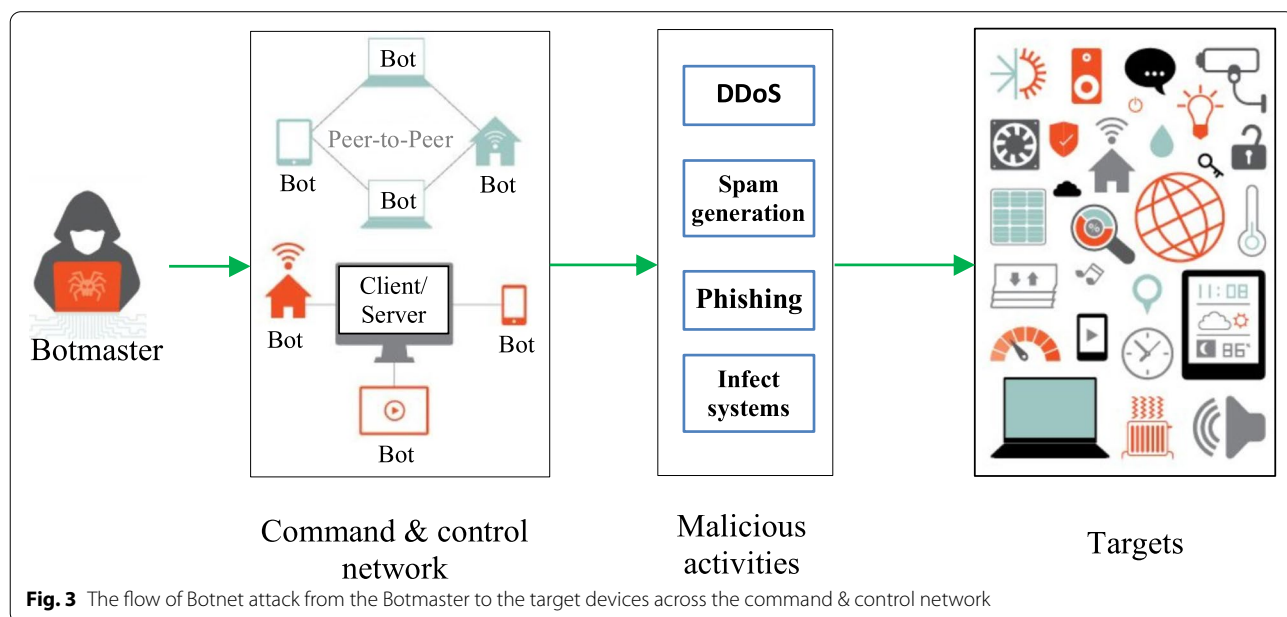 Bot
Peer-to-Peer
Bot
Bot
Bot
Client/
Server
Bot
Bot
Bot
Botmaster
Command & control
network
DDoS
Spam
generation
Phishing
Infect
systems
Malicious
activities
%
11:08
86%
Targets
Fig. 3 The flow of Botnet attack from the Botmaster to the target devices across the command & control network